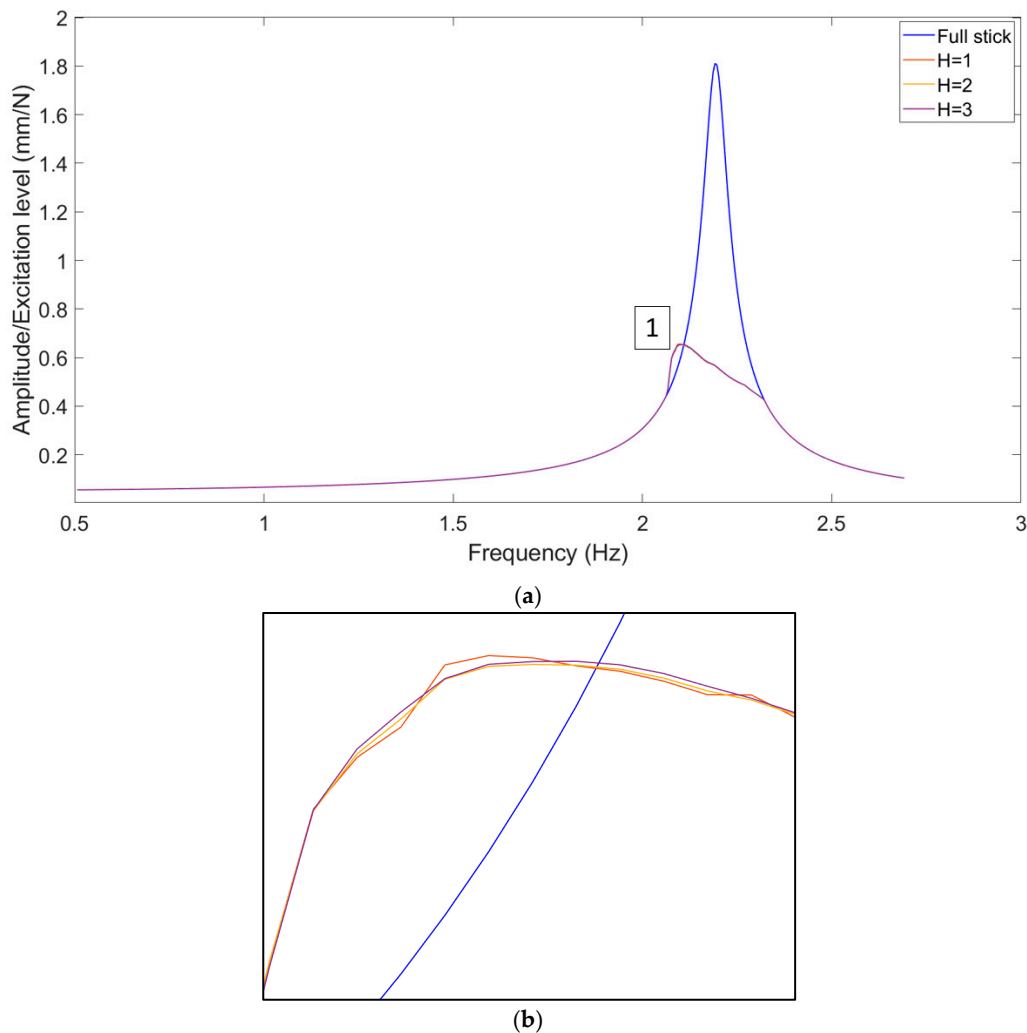 2
1.8
1.6
1.4
1.2
1
0.8
0.6
0.4
0.2
Amplitude/Excitation level (mm/N)
Full stick
H=1
H=2
H=3
1
0.5 1 1.5 2 2.5 3
Frequency (Hz)
(a)
(b)